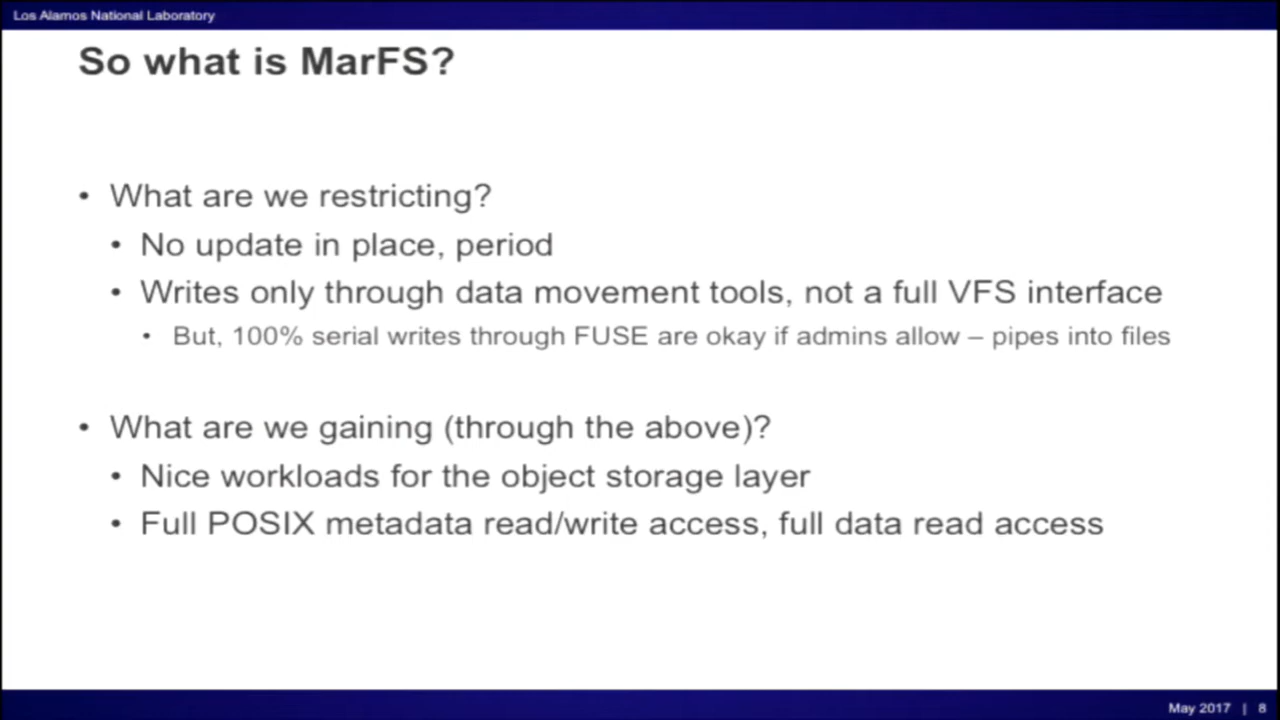 Los Alamos National Laboratory
So what is MarFS?
• What are we restricting?
• No update in place, period
• Writes only through data movement tools, not a full VFS interface
• But, 100% serial writes through FUSE are okay if admins allow – pipes into files
• What are we gaining (through the above)?
• Nice workloads for the object storage layer
• Full POSIX metadata read/write access, full data read access
May 2017 | 8